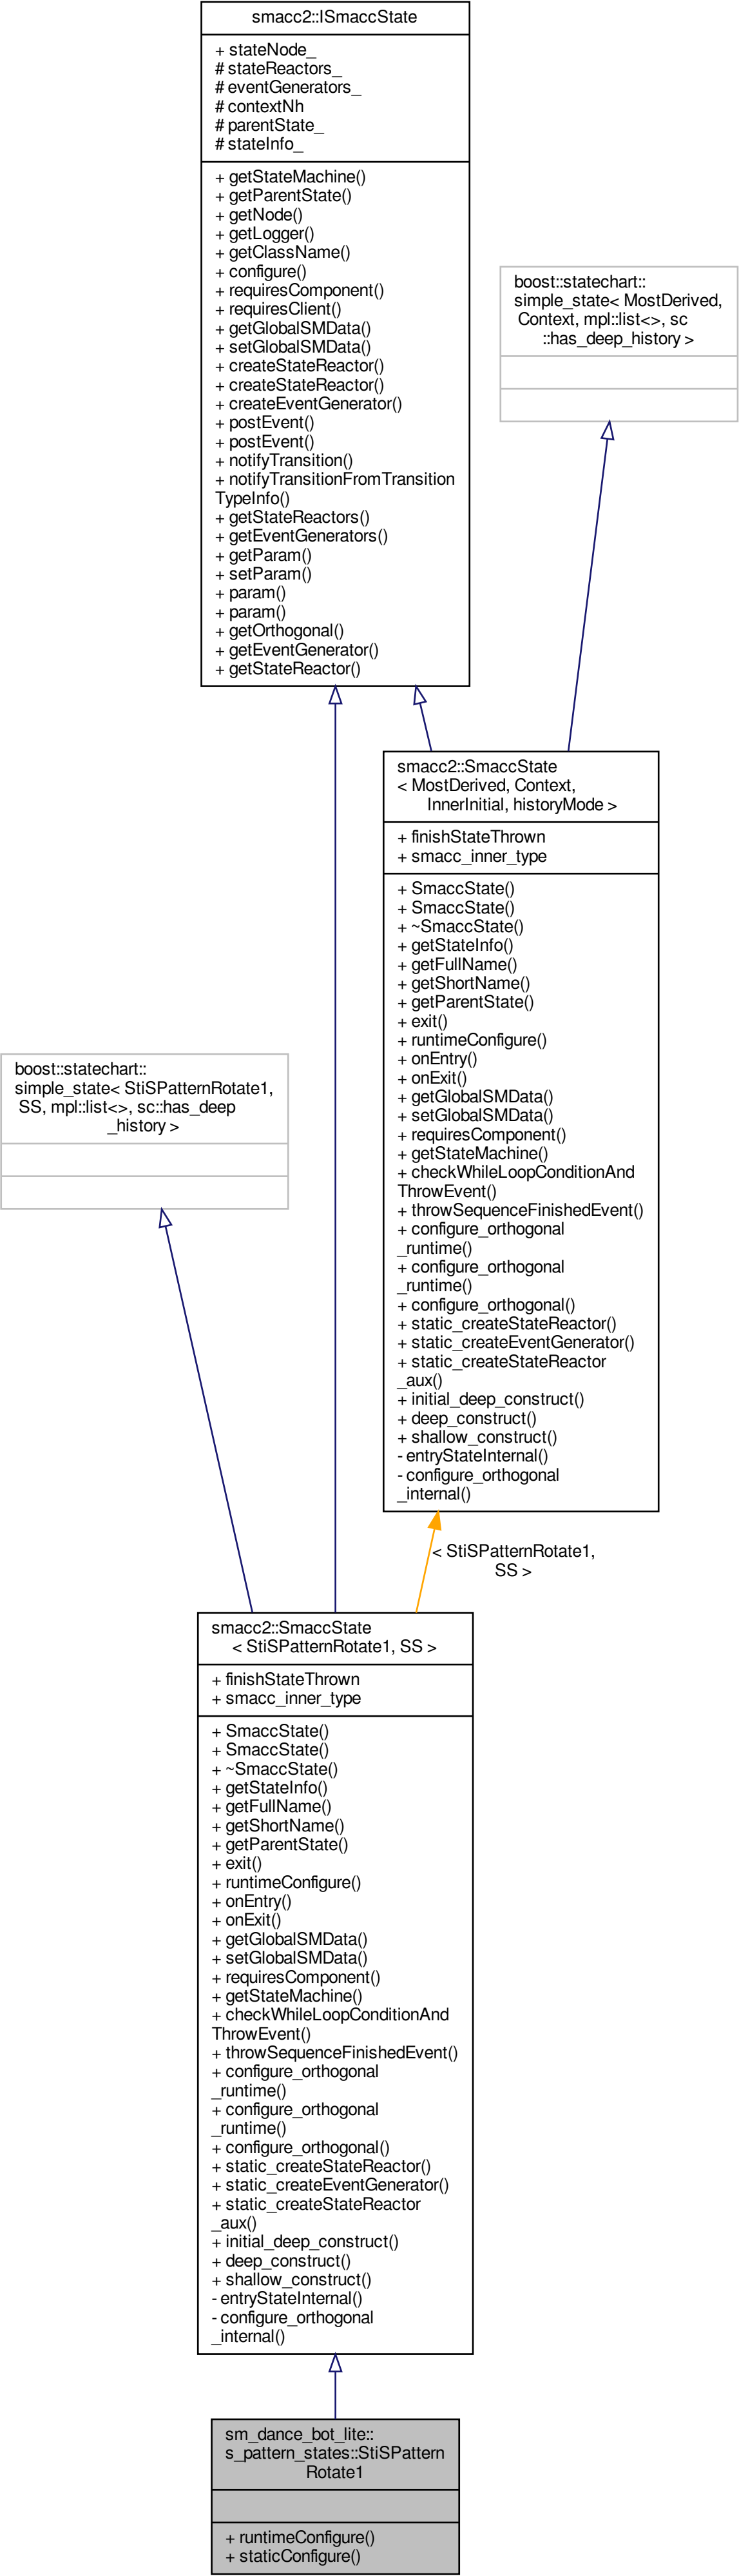 smacc2::ISmaccState
+ stateNode_
# stateReactors_
# eventGenerators_
# contextNh
# parentState_
# stateInfo_
+ getStateMachine()
+ getParentState()
+ getNode()
+ getLogger()
+ getClassName()
+ configure()
+ requiresComponent()
+ requiresClient()
+ getGlobalSMData()
+ setGlobalSMData()
+ createStateReactor()
+ createStateReactor()
+ createEventGenerator()
+ postEvent()
+ postEvent()
+ notifyTransition()
+ notifyTransitionFromTransition
TypeInfo()
+ getStateReactors()
+ getEventGenerators()
+ getParam()
+ setParam()
+ param()
+ param()
+ getOrthogonal()
+ getEventGenerator()
+ getStateReactor()
boost::statechart::
simple_state< MostDerived,
Context, mpl::list<>, sc
::has_deep_history >
smacc2::SmaccState
< MostDerived, Context,
InnerInitial, historyMode >
+ finishStateThrown
+ smacc_inner_type
+ SmaccState()
+ SmaccState()
+ ~SmaccState()
+ getStateInfo()
+ getFullName()
+ getShortName()
+ getParentState()
+ exit()
+ runtimeConfigure()
+ onEntry()
+ onExit()
+ getGlobalSMData()
+ setGlobalSMData()
+ requiresComponent()
+ getStateMachine()
+ checkWhileLoopConditionAnd
ThrowEvent()
+ throwSequenceFinishedEvent()
+ configure_orthogonal
_runtime()
+ configure_orthogonal
_runtime()
+ configure_orthogonal()
+ static_createStateReactor()
+ static_createEventGenerator()
+ static_createStateReactor
_aux()
+ initial_deep_construct()
+ deep_construct()
+ shallow_construct()
- entryStateInternal()
- configure_orthogonal
_internal()
boost::statechart::
simple_state< StiSPatternRotate1,
SS, mpl::list<>, sc::has_deep
_history >
< StiSPatternRotate1,
SS >
smacc2::SmaccState
< StiSPatternRotate1, SS >
+ finishStateThrown
+ smacc_inner_type
+ SmaccState()
+ SmaccState()
+ ~SmaccState()
+ getStateInfo()
+ getFullName()
+ getShortName()
+ getParentState()
+ exit()
+ runtimeConfigure()
+ onEntry()
+ onExit()
+ getGlobalSMData()
+ setGlobalSMData()
+ requiresComponent()
+ getStateMachine()
+ checkWhileLoopConditionAnd
ThrowEvent()
+ throwSequenceFinishedEvent()
+ configure_orthogonal
_runtime()
+ configure_orthogonal
_runtime()
+ configure_orthogonal()
+ static_createStateReactor()
+ static_createEventGenerator()
+ static_createStateReactor
_aux()
+ initial_deep_construct()
+ deep_construct()
+ shallow_construct()
- entryStateInternal()
- configure_orthogonal
_internal()
sm_dance_bot_lite::
s_pattern_states::StiSPattern
Rotate1
+ runtimeConfigure()
+ staticConfigure()